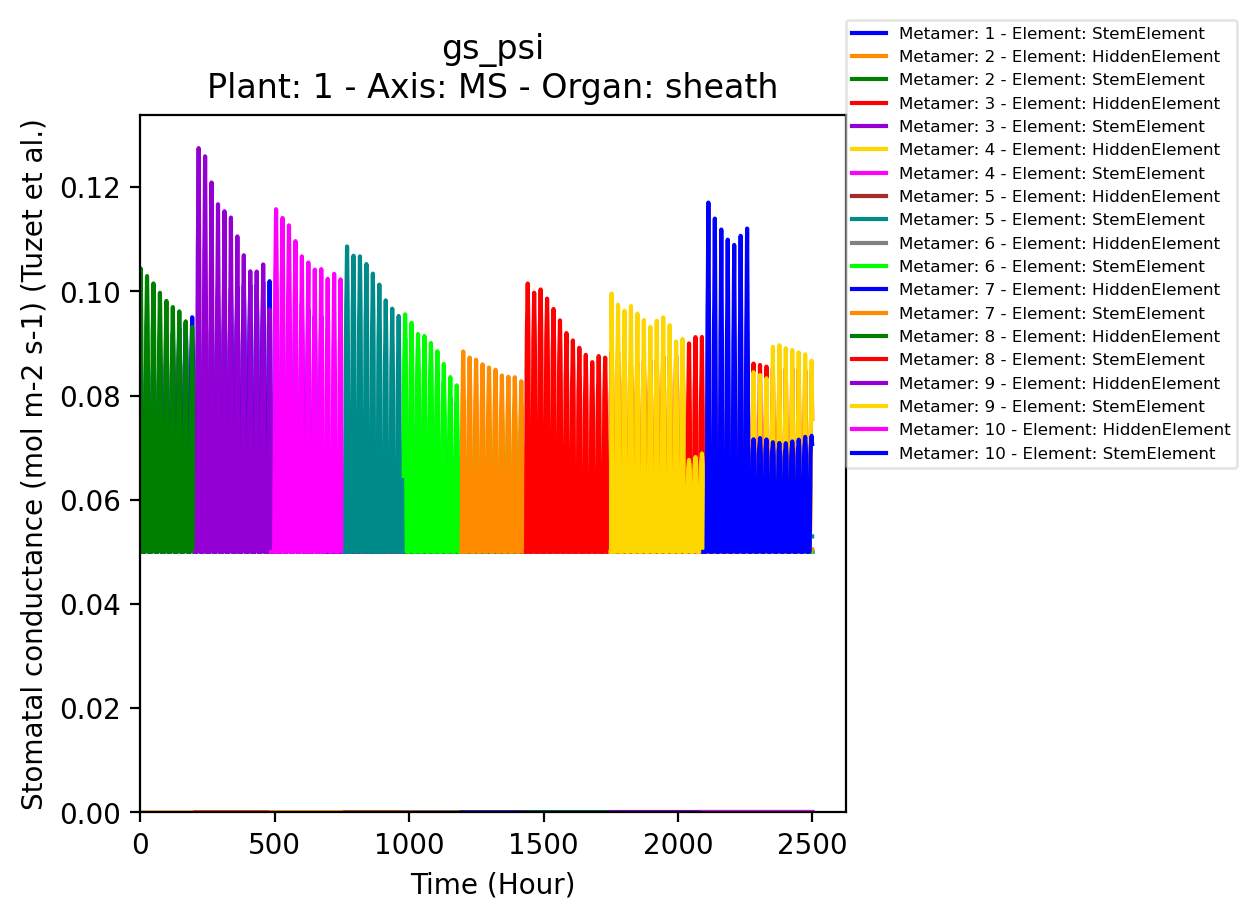 gs_psi
Plant: 1 - Axis: MS - Organ: sheath
Stomatal conductance (mol m-2 s-1) (Tuzet et al.)
0.12
0.10
0.08
0.06
0.04
0.02
0.00
0 500 1000 1500 2000 2500
Time (Hour)
Metamer: 1 - Element: StemElement
Metamer: 2 - Element: HiddenElement
Metamer: 2 - Element: StemElement
Metamer: 3 - Element: HiddenElement
Metamer: 3 - Element: StemElement
Metamer: 4 - Element: HiddenElement
Metamer: 4 - Element: StemElement
Metamer: 5 - Element: HiddenElement
Metamer: 5 - Element: StemElement
Metamer: 6 - Element: HiddenElement
Metamer: 6 - Element: StemElement
Metamer: 7 - Element: HiddenElement
Metamer: 7 - Element: StemElement
Metamer: 8 - Element: HiddenElement
Metamer: 8 - Element: StemElement
Metamer: 9 - Element: HiddenElement
Metamer: 9 - Element: StemElement
Metamer: 10 - Element: HiddenElement
Metamer: 10 - Element: StemElement